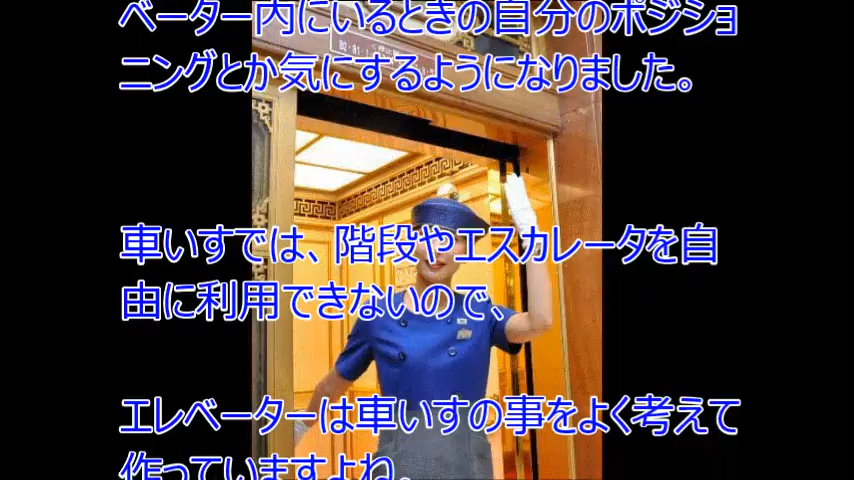 ベーター内にいるときの自分のポジショ
ニングとか気にするようになりました。
車いすでは、階段やエスカレータを自
由に利用できないので、
エレベーターは車いすの事をよく考えて
作っていますよね。